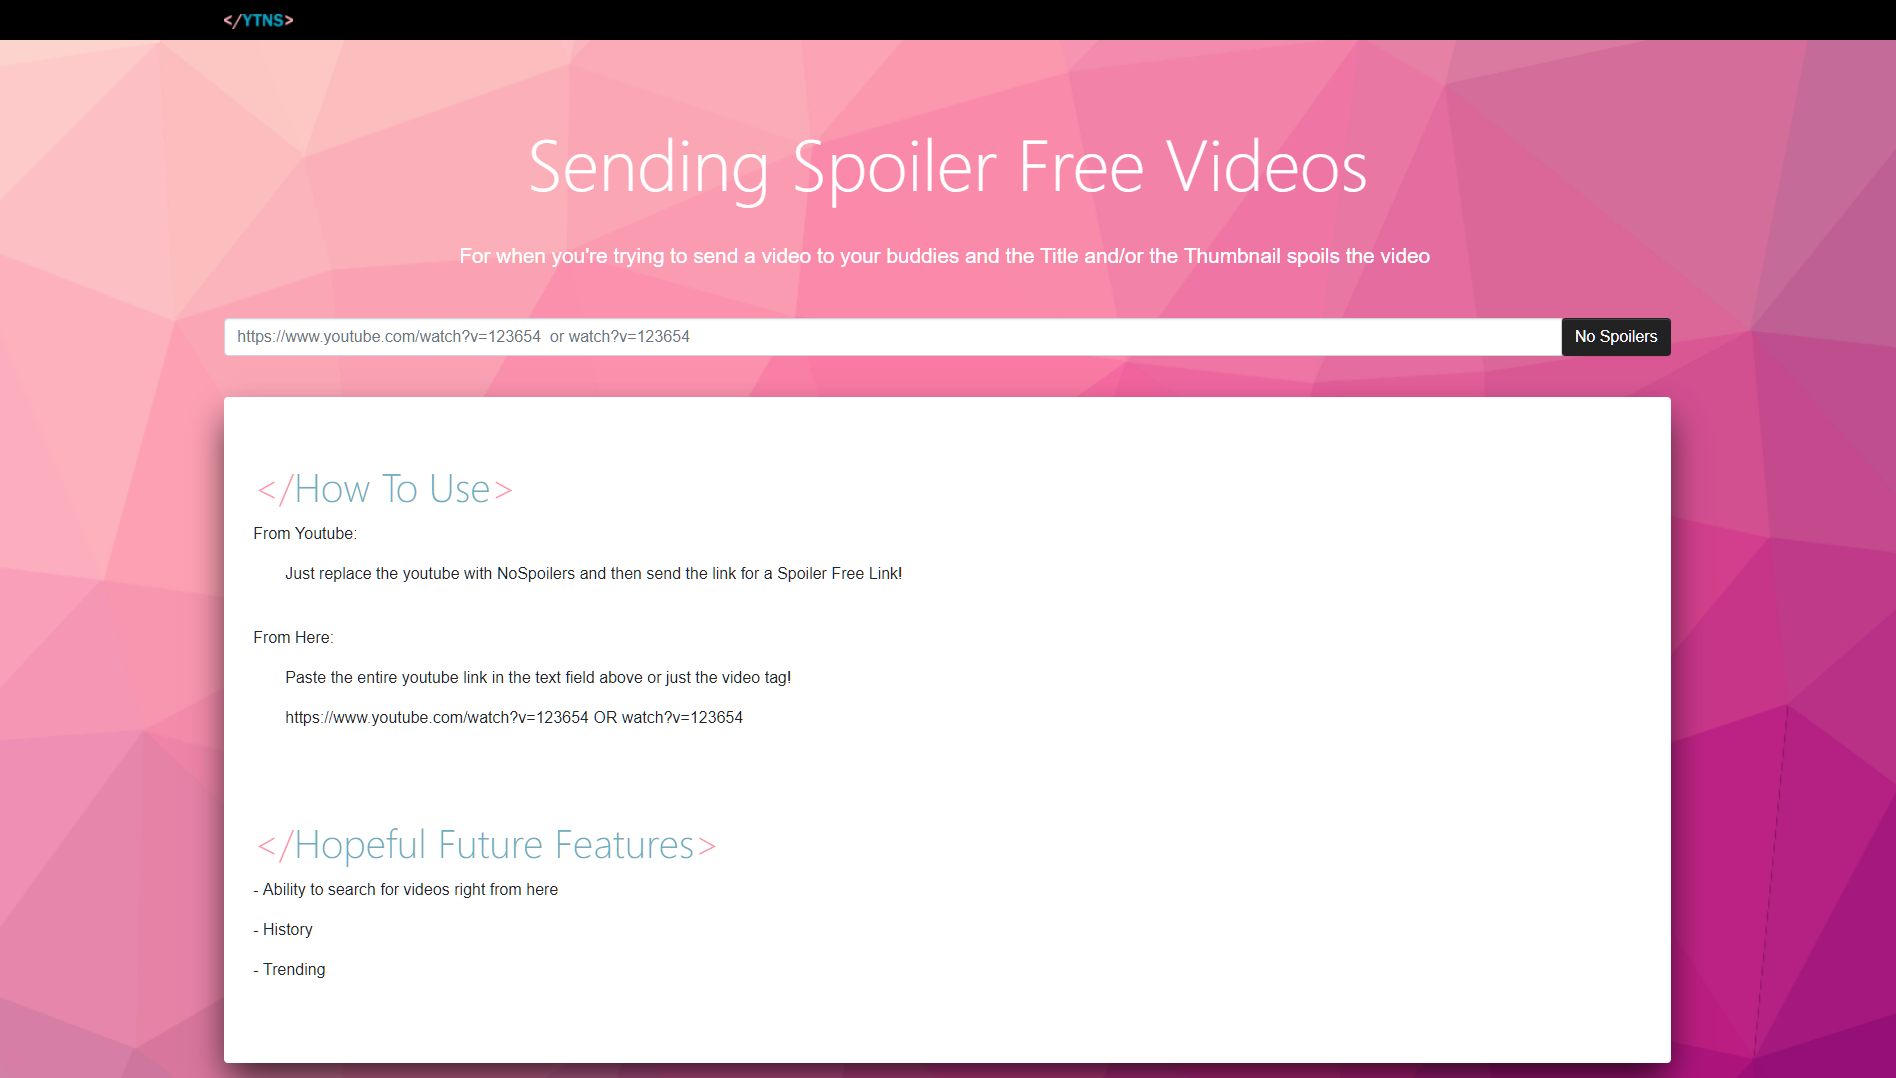 </YTNS>
Sending Spoiler Free Videos
For when you're trying to send a video to your buddies and the Title and/or the Thumbnail spoils the video
https://www.youtube.com/watch?v=123654  or watch?v=123654
No Spoilers
</How To Use>
From Youtube:
Just replace the youtube with NoSpoilers and then send the link for a Spoiler Free Link!
From Here:
Paste the entire youtube link in the text field above or just the video tag!
https://www.youtube.com/watch?v=123654 OR watch?v=123654
</Hopeful Future Features>
- Ability to search for videos right from here
- History
- Trending